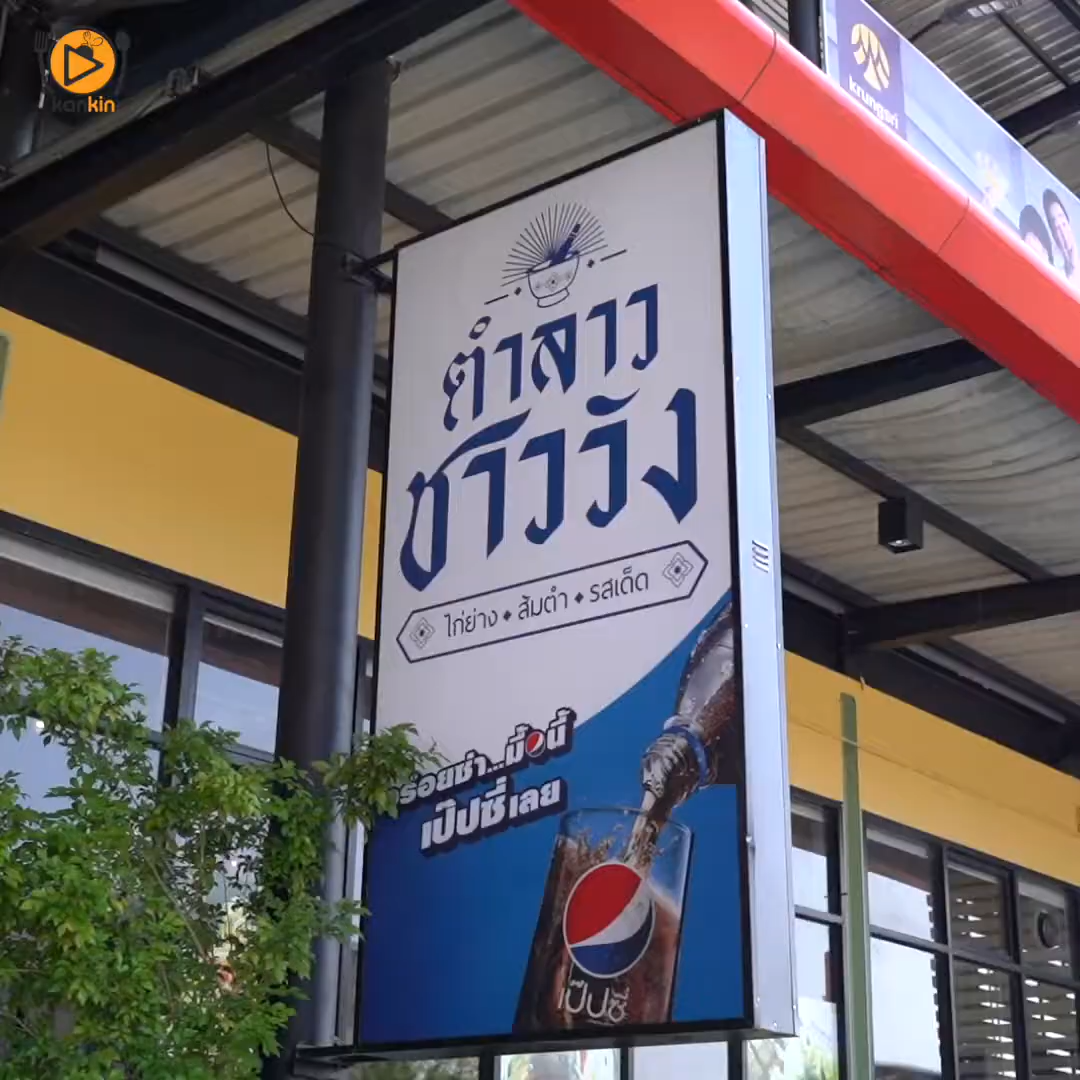 kankin
krungsri
ตำลาว
ชาววัง
ไก่ย่าง ◆ ส้มตำ ◆ รสเด็ด
อร่อยซ่า...มื้อนี้
เป๊ปซี่เลย
เป๊ปซี่